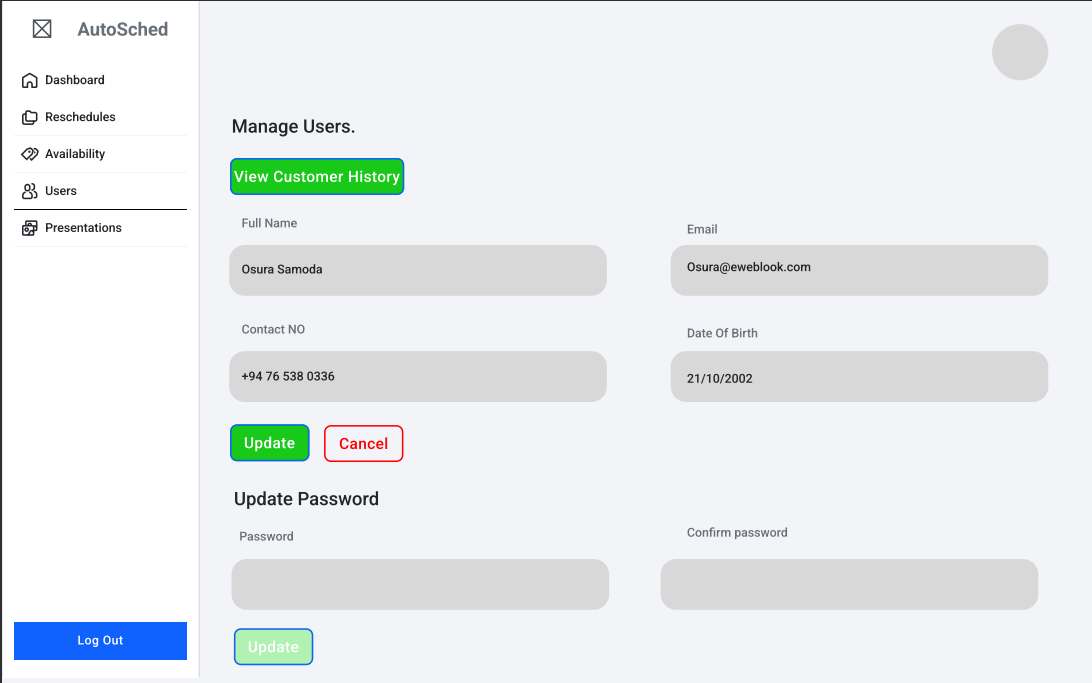 AutoSched
Dashboard
Reschedules
Availability
Users
Presentations
Log Out
Manage Users.
View Customer History
Full Name
Email
Osura Samoda
Osura@eweblook.com
Contact NO
Date Of Birth
+94 76 538 0336
21/10/2002
Update
Cancel
Update Password
Password
Confirm password
Update